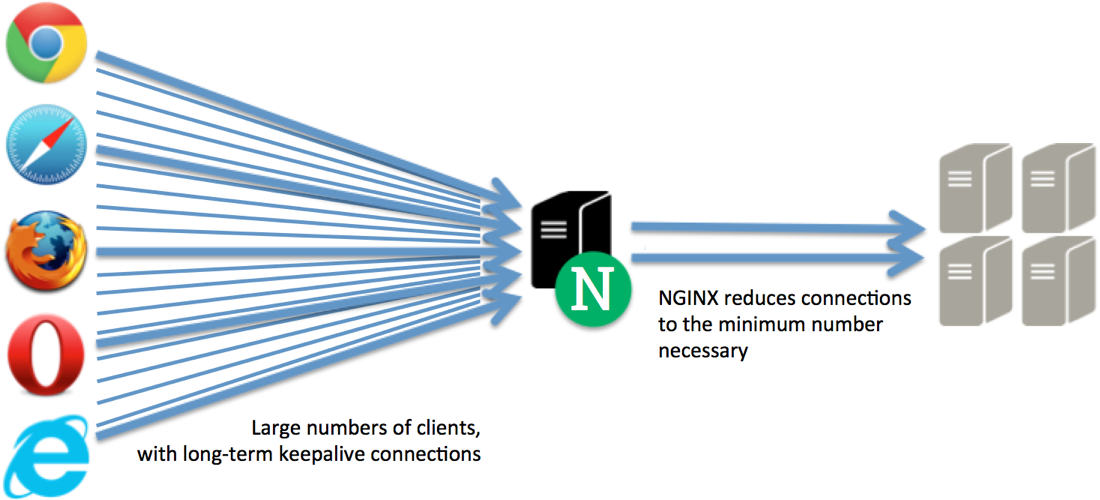 N
NGINX reduces connections
to the minimum number
necessary
Large numbers of clients,
with long-term keepalive connections